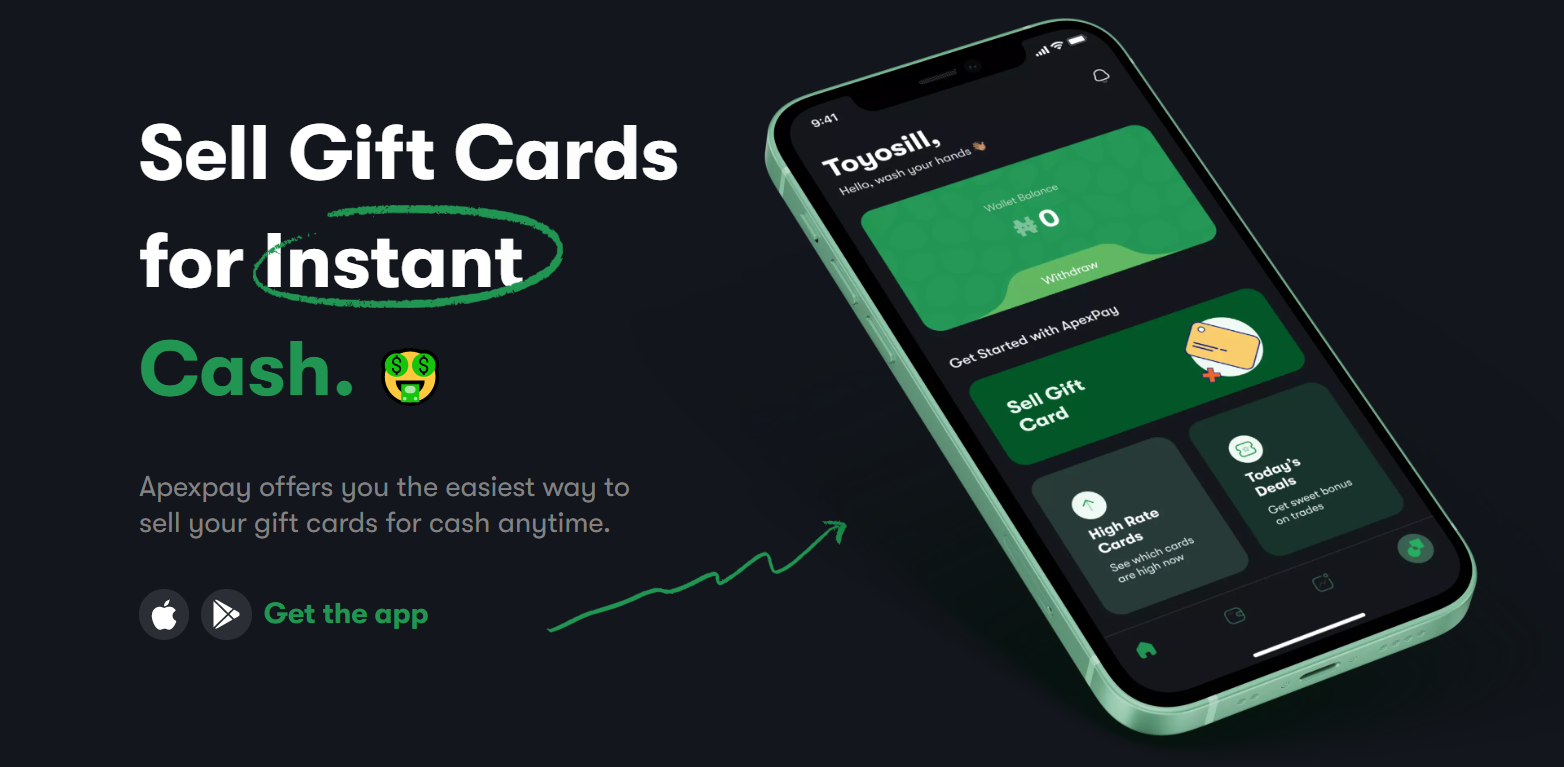 Sell Gift Cards
for Instant
Cash.
Apexpay offers you the easiest way to
sell your gift cards for cash anytime.
Get the app
9:41
Toyosill,
Hello, wash your hands 👋🏽
Wallet Balance
₦0
Withdraw
Get Started with ApexPay
Sell Gift
Card
High Rate
Cards
See which cards
are high now
Today's
Deals
Get sweet bonus
on trades